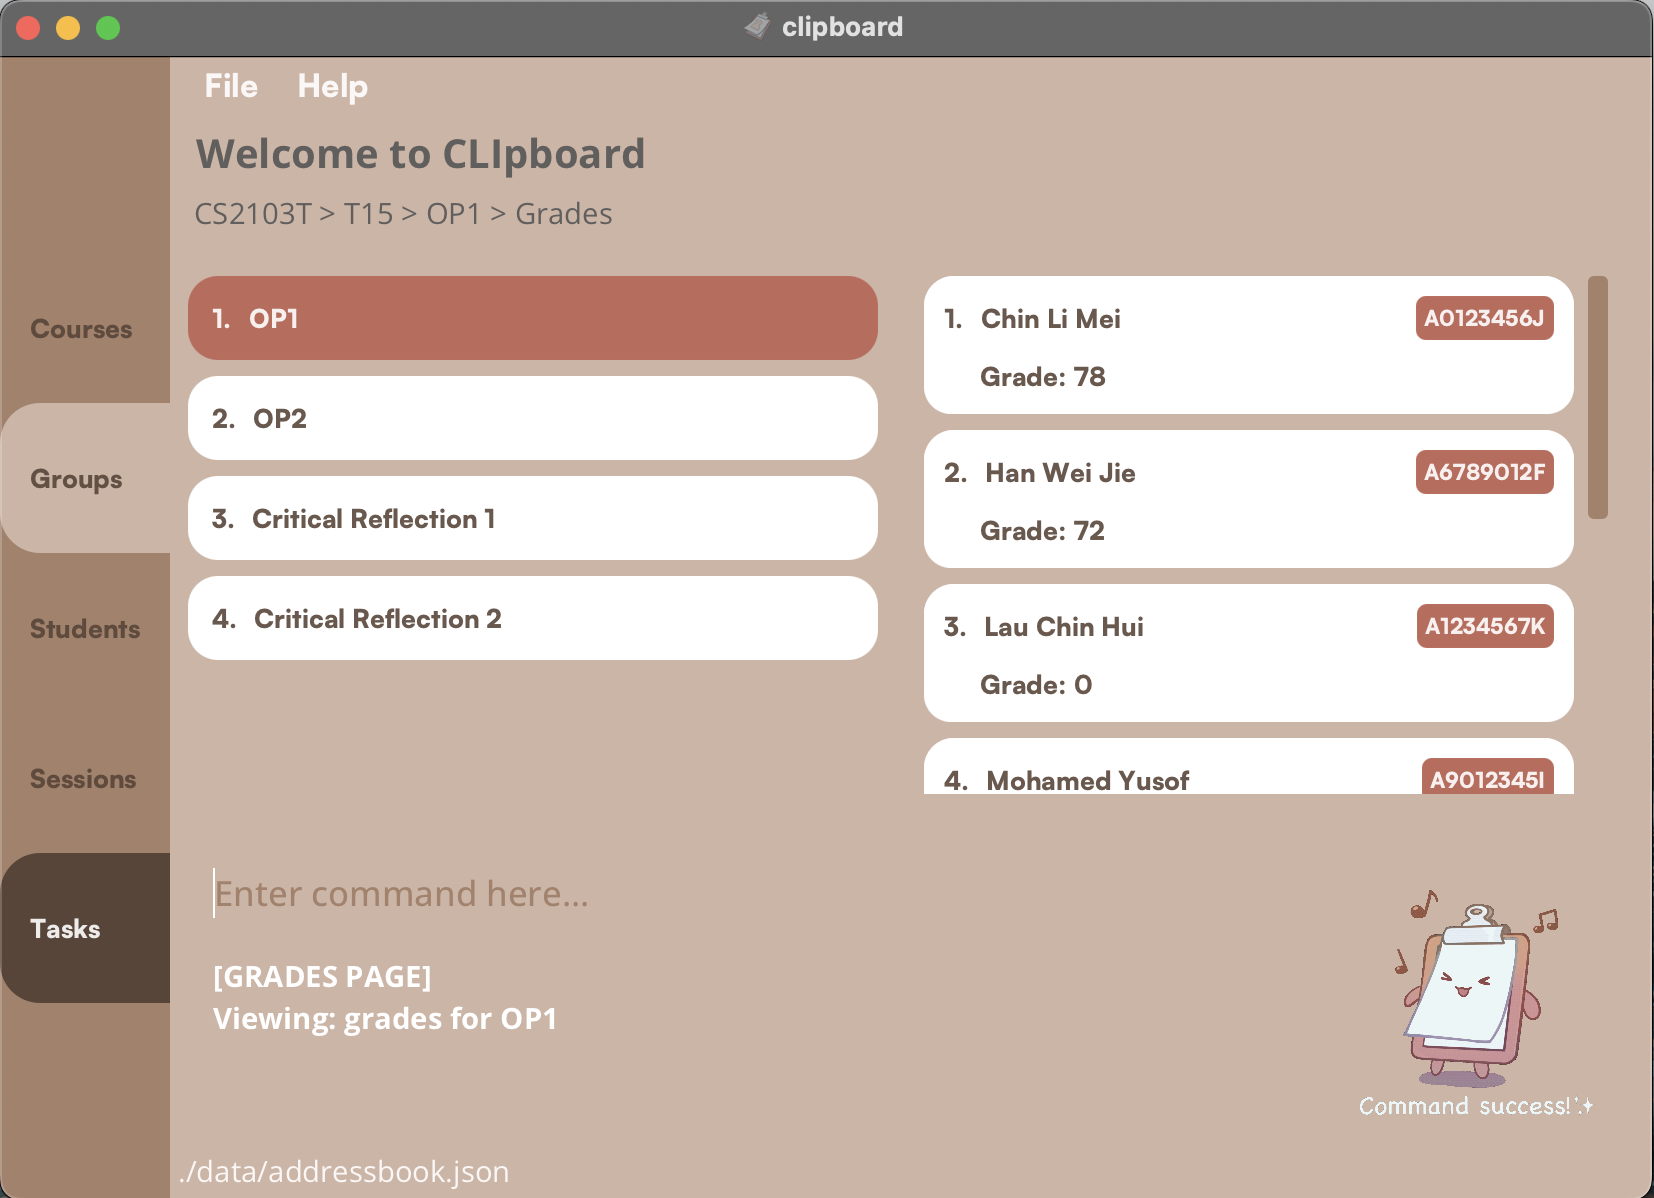 clipboard
File Help
Welcome to CLIpboard
CS2103T > T15 > OP1 > Grades
Courses
Groups
Students
Sessions
Tasks
1. OP1
2. OP2
3. Critical Reflection 1
4. Critical Reflection 2
1. Chin Li Mei A0123456J
Grade: 78
2. Han Wei Jie A6789012F
Grade: 72
3. Lau Chin Hui A1234567K
Grade: 0
4. Mohamed Yusof A9012345I
Enter command here...
[GRADES PAGE]
Viewing: grades for OP1
Command success!
./data/addressbook.json